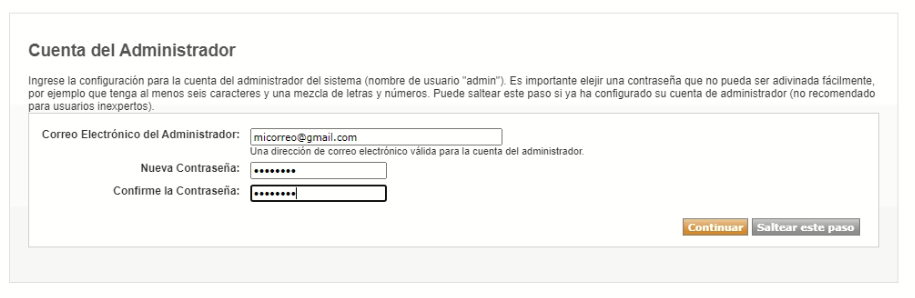 Cuenta del Administrador
Ingrese la configuración para la cuenta del administrador del sistema (nombre de usuario "admin"). Es importante elejir una contraseña que no pueda ser adivinada fácilmente,
por ejemplo que tenga al menos seis caracteres y una mezcla de letras y números. Puede saltear este paso si ya ha configurado su cuenta de administrador (no recomendado
para usuarios inexpertos).
Correo Electrónico del Administrador: micorreo@gmail.com
Una dirección de correo electrónico válida para la cuenta del administrador.
Nueva Contraseña: ••••••••
Confirme la Contraseña: ••••••••
Continuar Saltear este paso